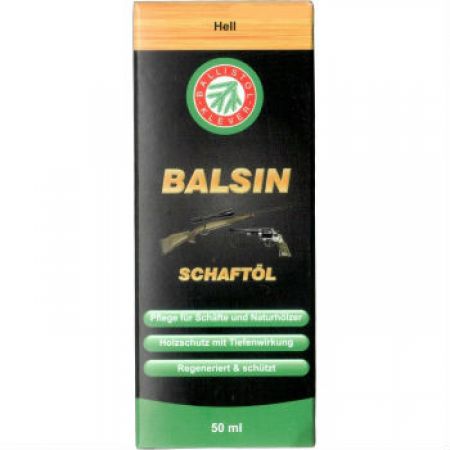 Hell
BALLISTOL
KLEVER
BALSIN
SCHAFTÖL
Pflege für Schäfte und Naturhölzer
Holzschutz mit Tiefenwirkung
Regeneriert & schützt
50 ml